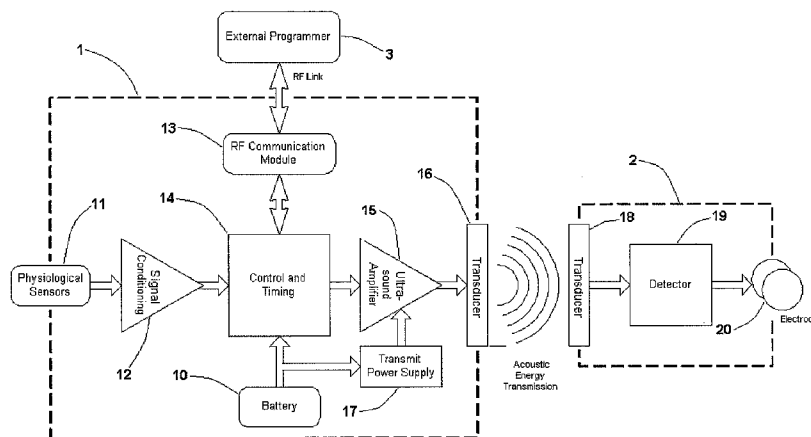 External Programmer
3
1
RF Link
13
RF Communication
Module
2
16
11
14
15
18
19
Physiological
Sensors
Signal
Conditioning
Control and
Timing
Ultra-
sound
Amplifier
Transducer
Transducer
Detector
20
Electrod
12
10
Battery
Transmit
Power Supply
17
Acoustic
Energy
Transmission